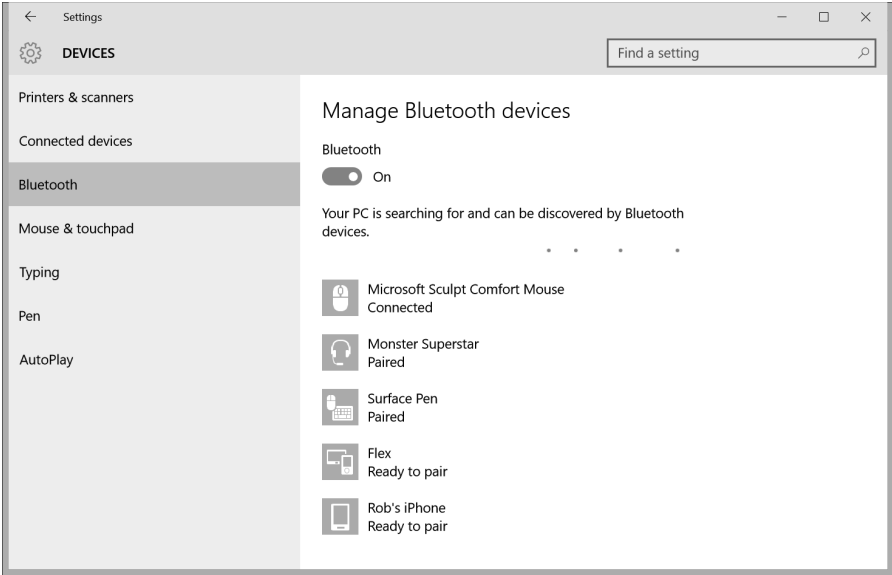 Settings
DEVICES
Find a setting
Printers & scanners
Connected devices
Bluetooth
Mouse & touchpad
Typing
Pen
AutoPlay
Manage Bluetooth devices
Bluetooth
On
Your PC is searching for and can be discovered by Bluetooth
devices.
Microsoft Sculpt Comfort Mouse
Connected
Monster Superstar
Paired
Surface Pen
Paired
Flex
Ready to pair
Rob's iPhone
Ready to pair